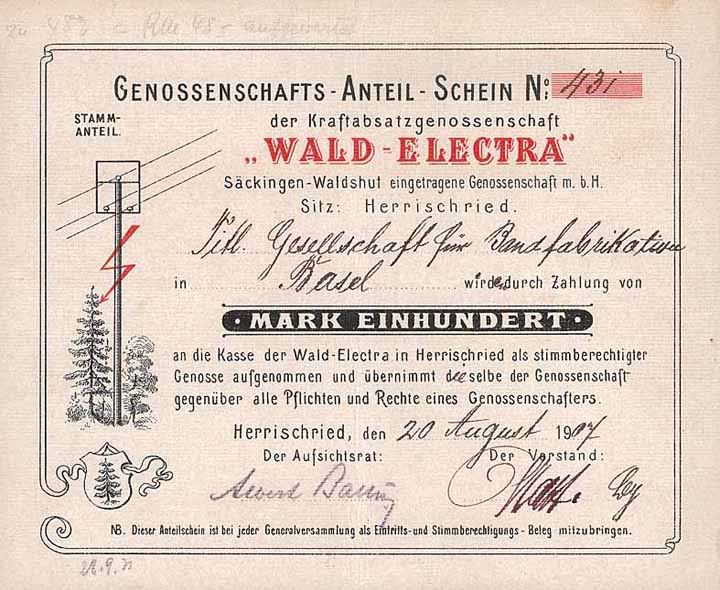 aufgewertet
GENOSSENSCHAFTS-ANTEIL-SCHEIN No: 431
STAMM-
ANTEIL.
der Kraftabsatzgenossenschaft
„WALD-ELECTRA“
Säckingen-Waldshut eingetragene Genossenschaft m. b. H.
Sitz: Herrischried.
Titl. Gesellschaft für Bandfabrikation
in Basel wird durch Zahlung von
MARK EINHUNDERT
an die Kasse der Wald-Electra in Herrischried als stimmberechtigter
Genosse aufgenommen und übernimmt dieselbe der Genossenschaft
gegenüber alle Pflichten und Rechte eines Genossenschafters.
Herrischried, den 20 August 1907
Der Aufsichtsrat: Der Vorstand:
NB. Dieser Anteilschein ist bei jeder Generalversammlung als Eintritts- und Stimmberechtigungs-Beleg mitzubringen.